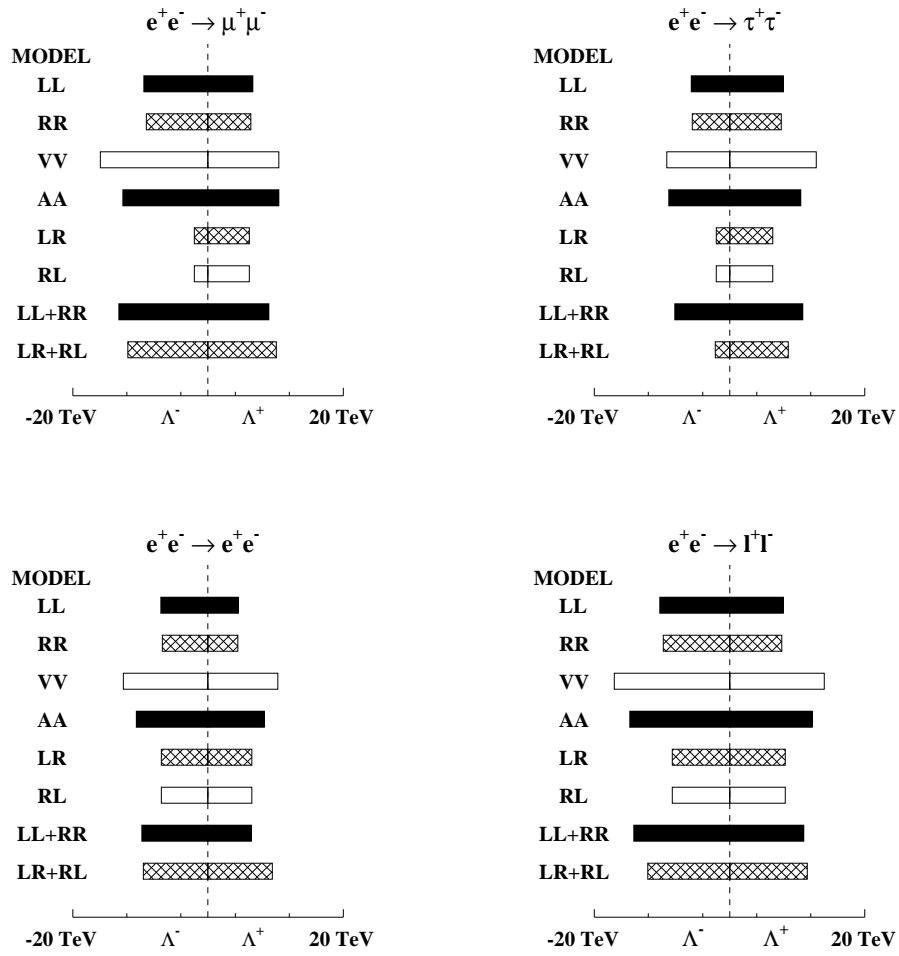 e⁺e⁻ → μ⁺μ⁻
MODEL
LL
RR
VV
AA
LR
RL
LL+RR
LR+RL
-20 TeV Λ⁻ Λ⁺ 20 TeV
e⁺e⁻ → τ⁺τ⁻
MODEL
LL
RR
VV
AA
LR
RL
LL+RR
LR+RL
-20 TeV Λ⁻ Λ⁺ 20 TeV
e⁺e⁻ → e⁺e⁻
MODEL
LL
RR
VV
AA
LR
RL
LL+RR
LR+RL
-20 TeV Λ⁻ Λ⁺ 20 TeV
e⁺e⁻ → l⁺l⁻
MODEL
LL
RR
VV
AA
LR
RL
LL+RR
LR+RL
-20 TeV Λ⁻ Λ⁺ 20 TeV